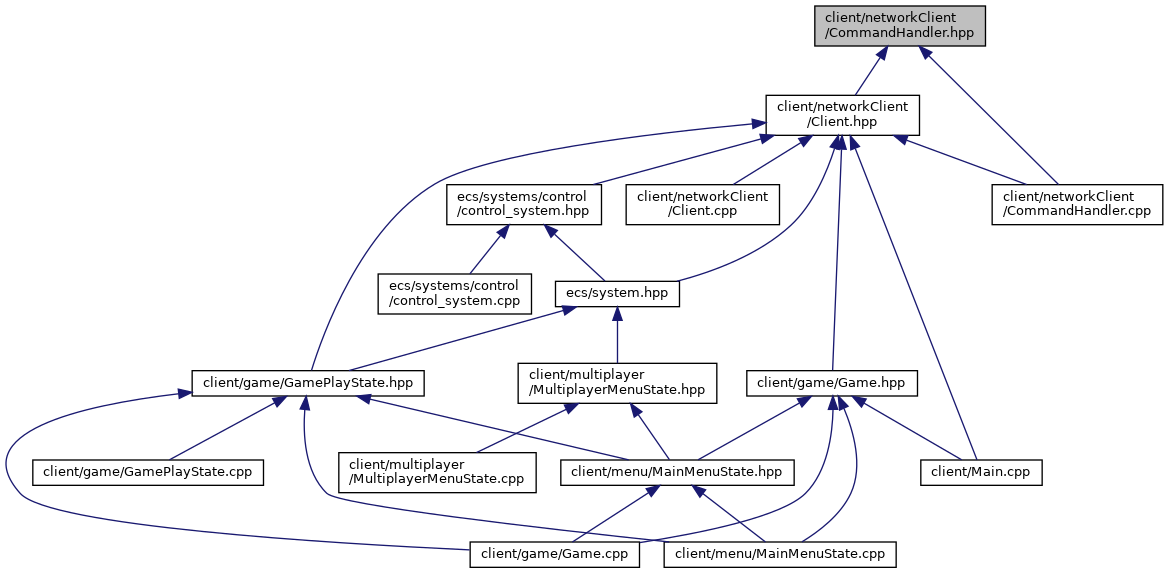 client/networkClient
/CommandHandler.hpp
client/networkClient
/Client.hpp
ecs/systems/control
/control_system.hpp
client/networkClient
/Client.cpp
client/networkClient
/CommandHandler.cpp
ecs/systems/control
/control_system.cpp
ecs/system.hpp
client/game/GamePlayState.hpp
client/multiplayer
/MultiplayerMenuState.hpp
client/game/Game.hpp
client/game/GamePlayState.cpp
client/multiplayer
/MultiplayerMenuState.cpp
client/menu/MainMenuState.hpp
client/Main.cpp
client/game/Game.cpp
client/menu/MainMenuState.cpp